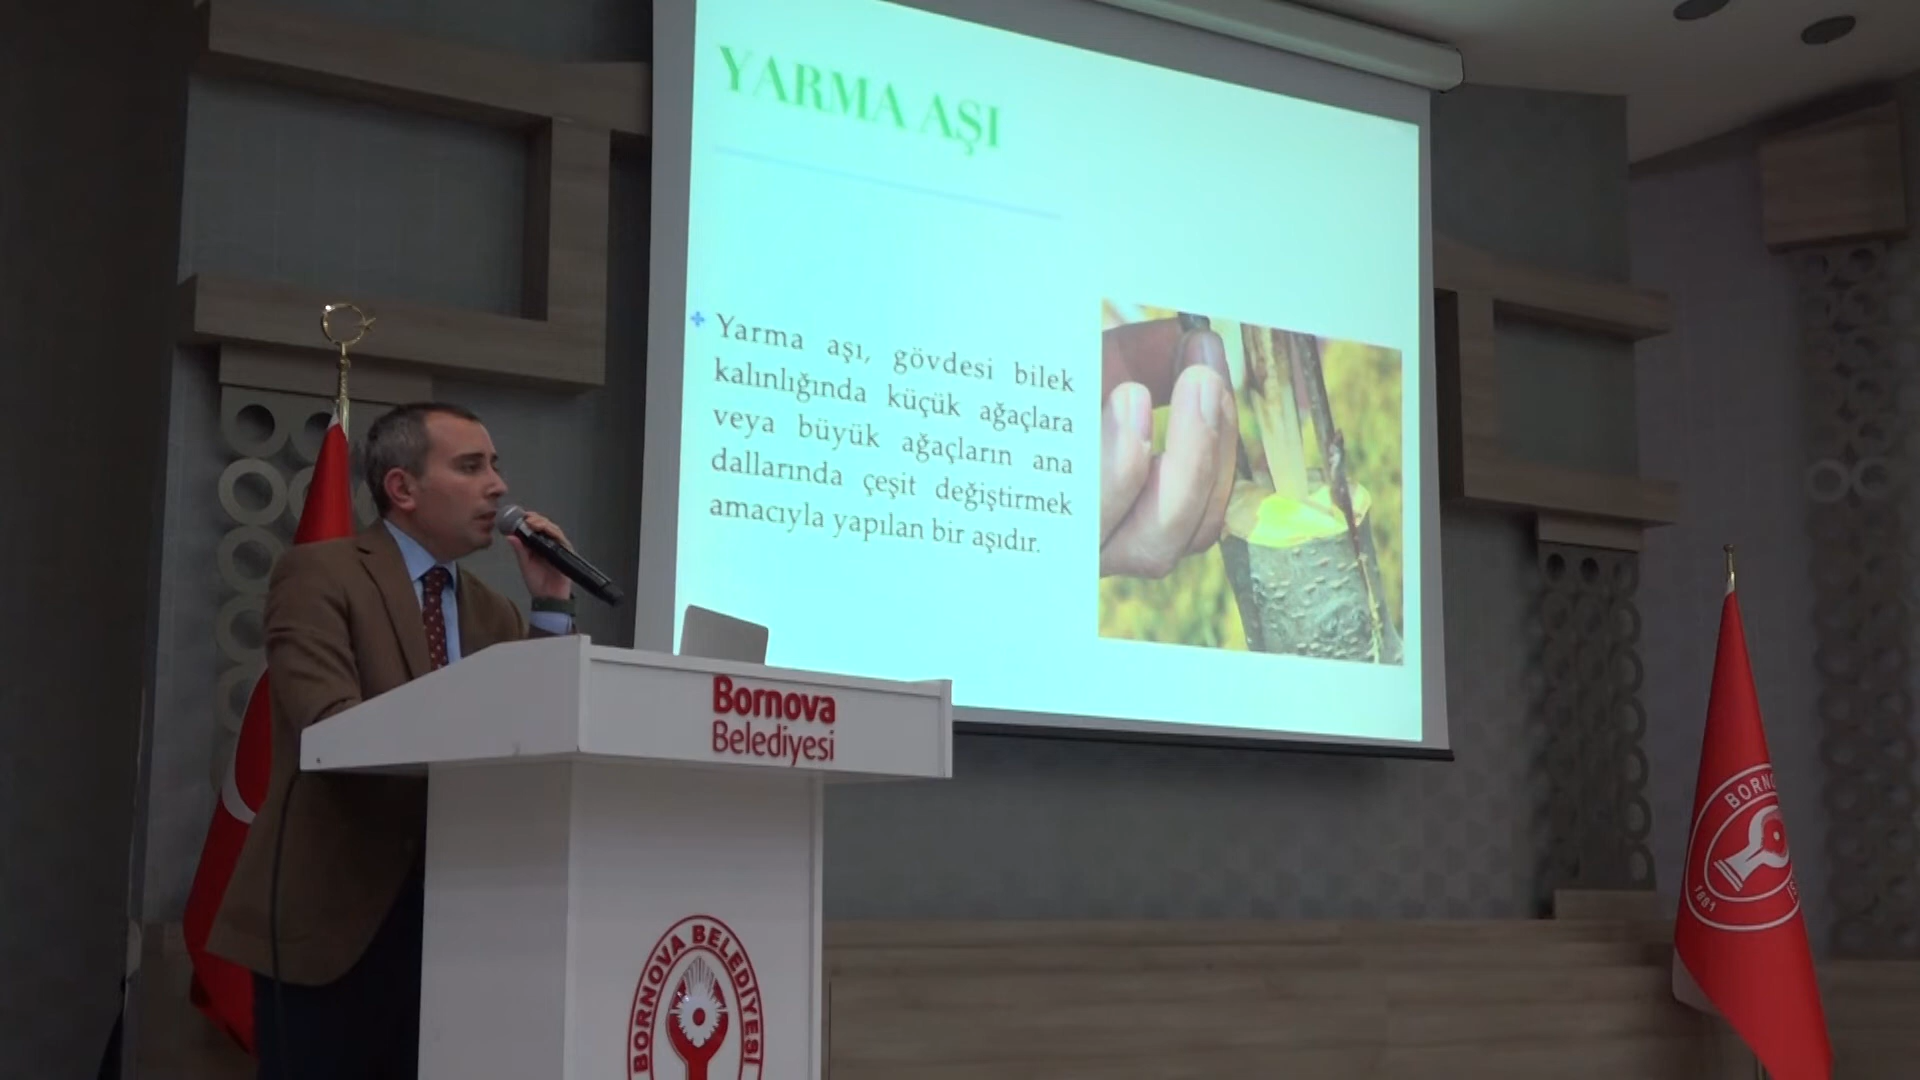 YARMA AŞI
Yarma aşı, gövdesi bilek
kalınlığında küçük ağaçlara
veya büyük ağaçların ana
dallarında çeşit değiştirmek
amacıyla yapılan bir aşıdır.
Bornova
Belediyesi
BORNOVA BELEDİYESİ
1881